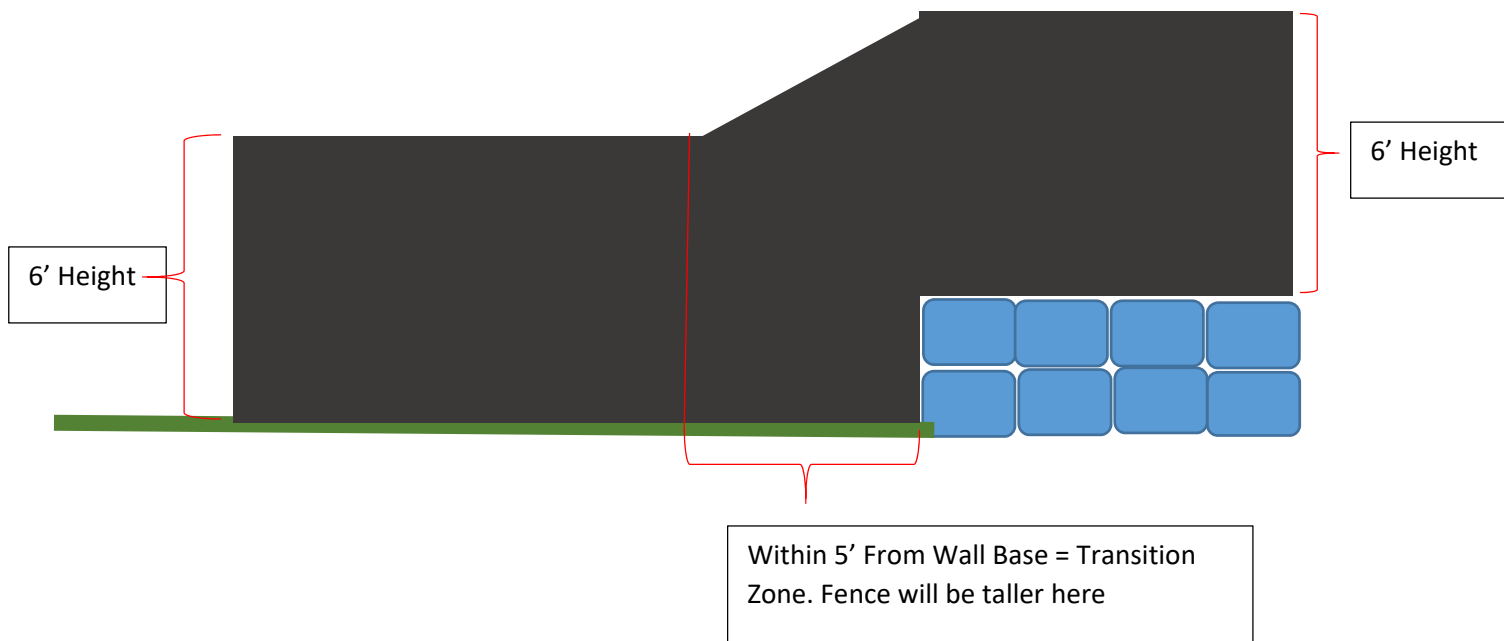 6’ Height
6’ Height
Within 5’ From Wall Base = Transition
Zone. Fence will be taller here